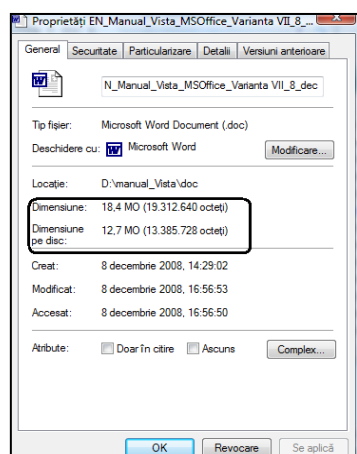 Proprietăți EN_Manual_Vista_MSOffice_Varianta VII_8_...
General Securitate Particularizare Detalii Versiuni anterioare
N_Manual_Vista_MSOffice_Varianta VII_8_dec
Tip fișier: Microsoft Word Document (.doc)
Deschidere cu: Microsoft Word Modificare...
Locație: D:\manual_Vista\doc
Dimensiune: 18,4 MO (19.312.640 octeți)
Dimensiune pe disc: 12,7 MO (13.385.728 octeți)
Creat: 8 decembrie 2008, 14:29:02
Modificat: 8 decembrie 2008, 16:56:53
Accesat: 8 decembrie 2008, 16:56:50
Atribute: Doar în citire Ascuns Complex...
OK Revocare Se aplică